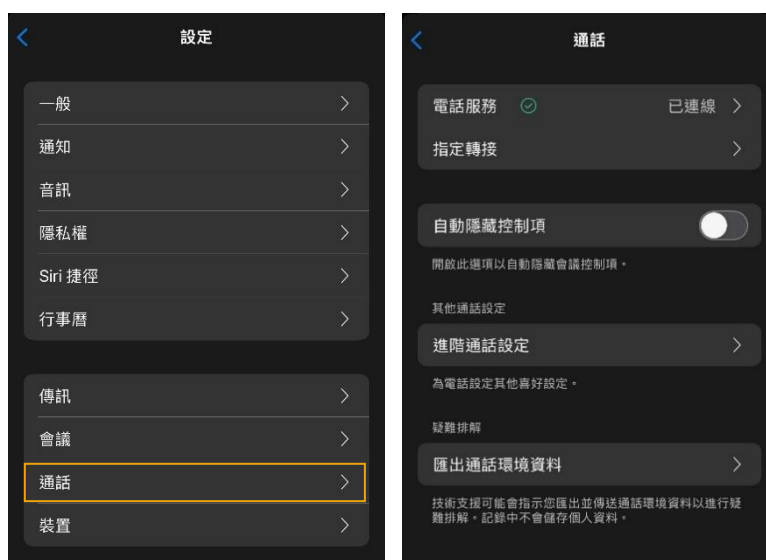 設定
一般
通知
音訊
隱私權
Siri 捷徑
行事曆
傳訊
會議
通話
裝置
通話
電話服務 已連線
指定轉接
自動隱藏控制項
開啟此選項以自動隱藏會議控制項。
其他通話設定
進階通話設定
為電話設定其他喜好設定。
疑難排解
匯出通話環境資料
技術支援可能會指示您匯出並傳送通話環境資料以進行疑
難排解。記錄中不會儲存個人資料。